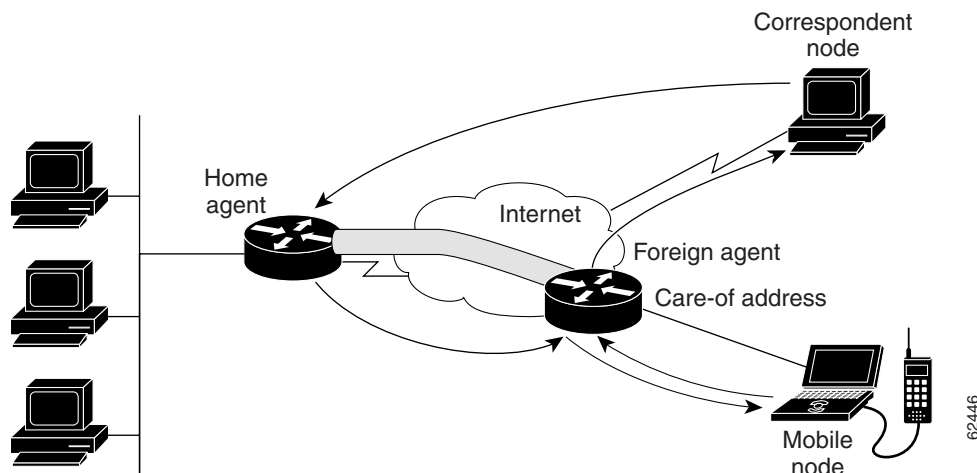 Correspondent
node
Home
agent
Internet
Foreign agent
Care-of address
Mobile
node
62446